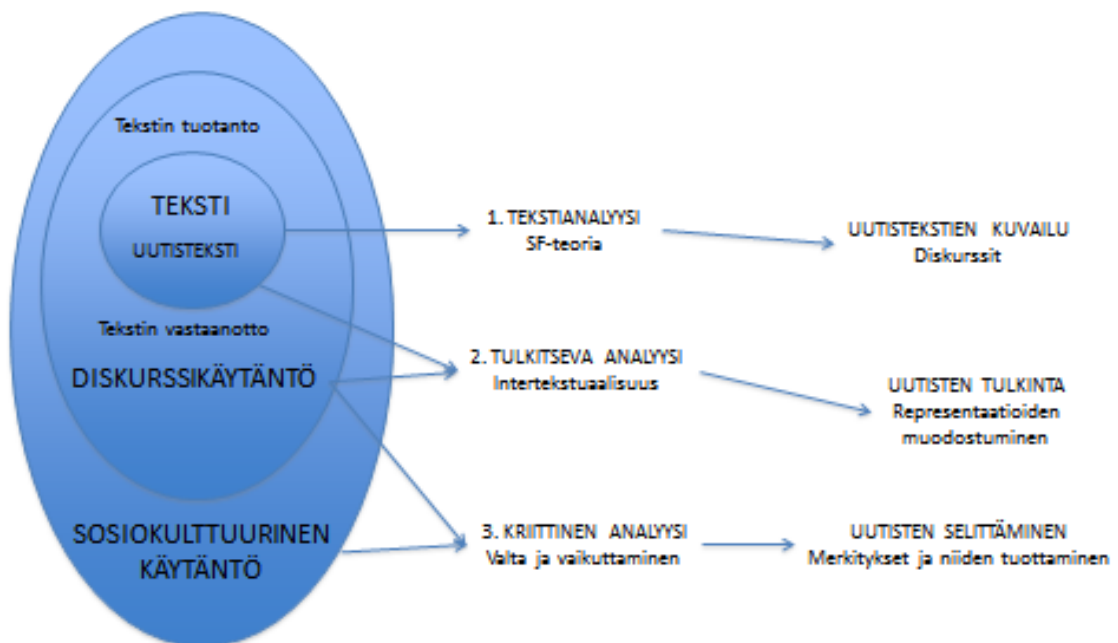 Tekstin tuotanto
TEKSTI
UUTISTEKSTI
Tekstin vastaanotto
DISKURSSIKÄYTÄNTÖ
SOSIOKULTTUURINEN
KÄYTÄNTÖ
1. TEKSTIANALYYSI
SF-teoria
UUTISTEKSTIEN KUVAILU
Diskurssit
2. TULKITSEVA ANALYYSI
Intertekstuaalisuus
UUTISTEN TULKINTA
Representaatioiden
muodostuminen
3. KRIITTINEN ANALYYSI
Valta ja vaikuttaminen
UUTISTEN SELITTÄMINEN
Merkitykset ja niiden tuottaminen